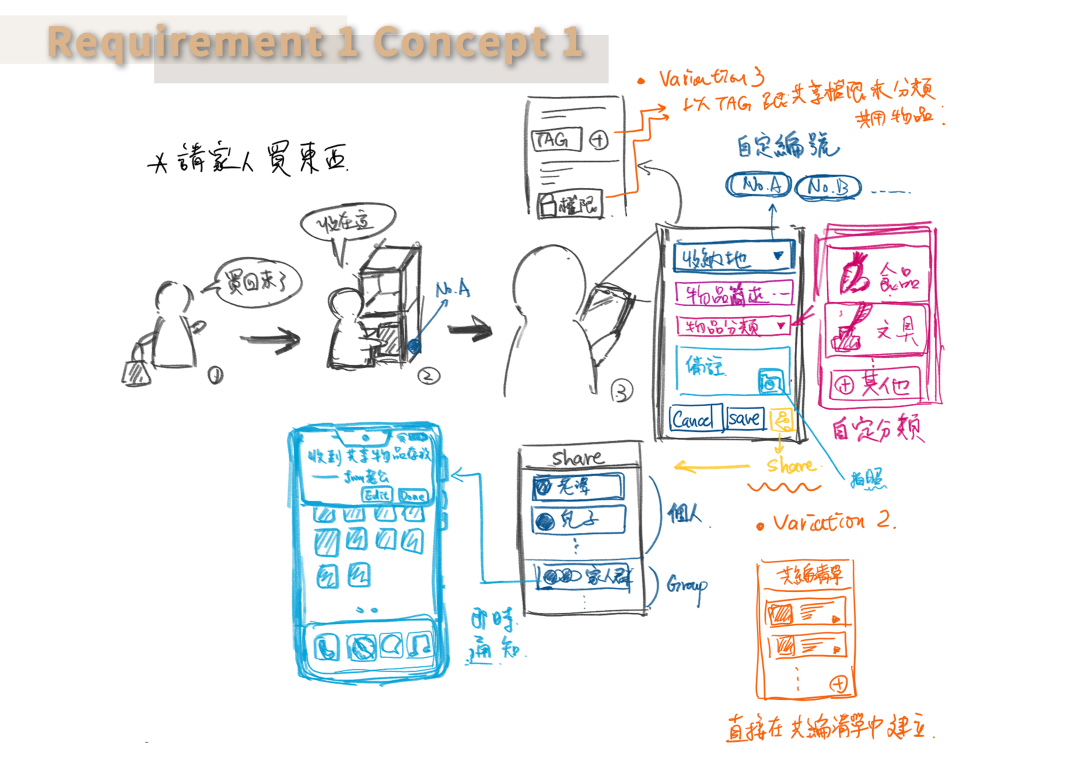 Requirement 1 Concept 1
*請家人買東西.
買回來了
①
收在這
No.A
②
③
• Variation 3
以TAG跟共享權限來分類
共用物品.
TAG
權限
自定編號
No.A
No.B
收納地
物品簡述
物品分類
備註
Cancel
save
share
拍照
食品
文具
其他
自定分類
• Variation 2.
共編清單
直接在共編清單中建立.
share
老婆
兒子
個人.
家人群
Group
即時
通知.
收到共享物品存放
老公
Edit
Done